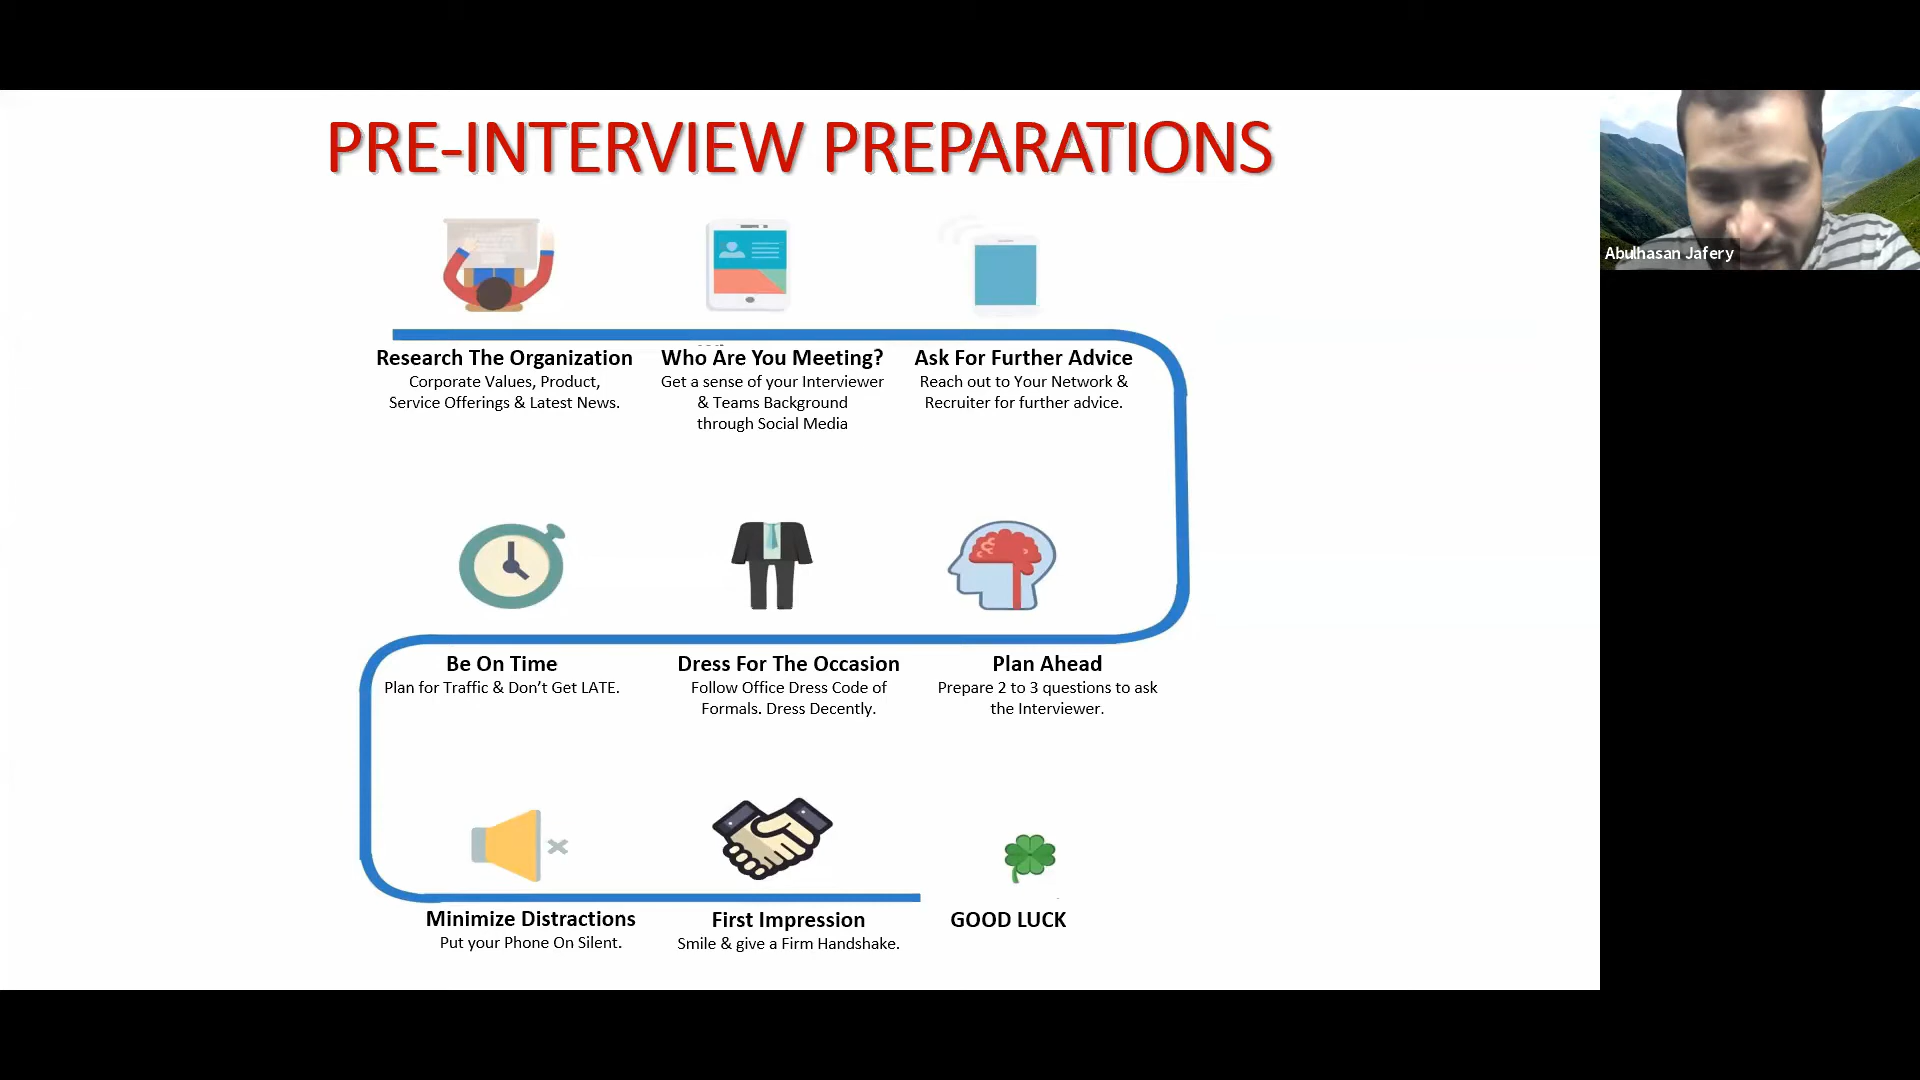 PRE-INTERVIEW PREPARATIONS
Abulhasan Jafery
Research The Organization
Corporate Values, Product,
Service Offerings & Latest News.
Who Are You Meeting?
Get a sense of your Interviewer
& Teams Background
through Social Media
Ask For Further Advice
Reach out to Your Network &
Recruiter for further advice.
Be On Time
Plan for Traffic & Don’t Get LATE.
Dress For The Occasion
Follow Office Dress Code of
Formals. Dress Decently.
Plan Ahead
Prepare 2 to 3 questions to ask
the Interviewer.
Minimize Distractions
Put your Phone On Silent.
First Impression
Smile & give a Firm Handshake.
GOOD LUCK